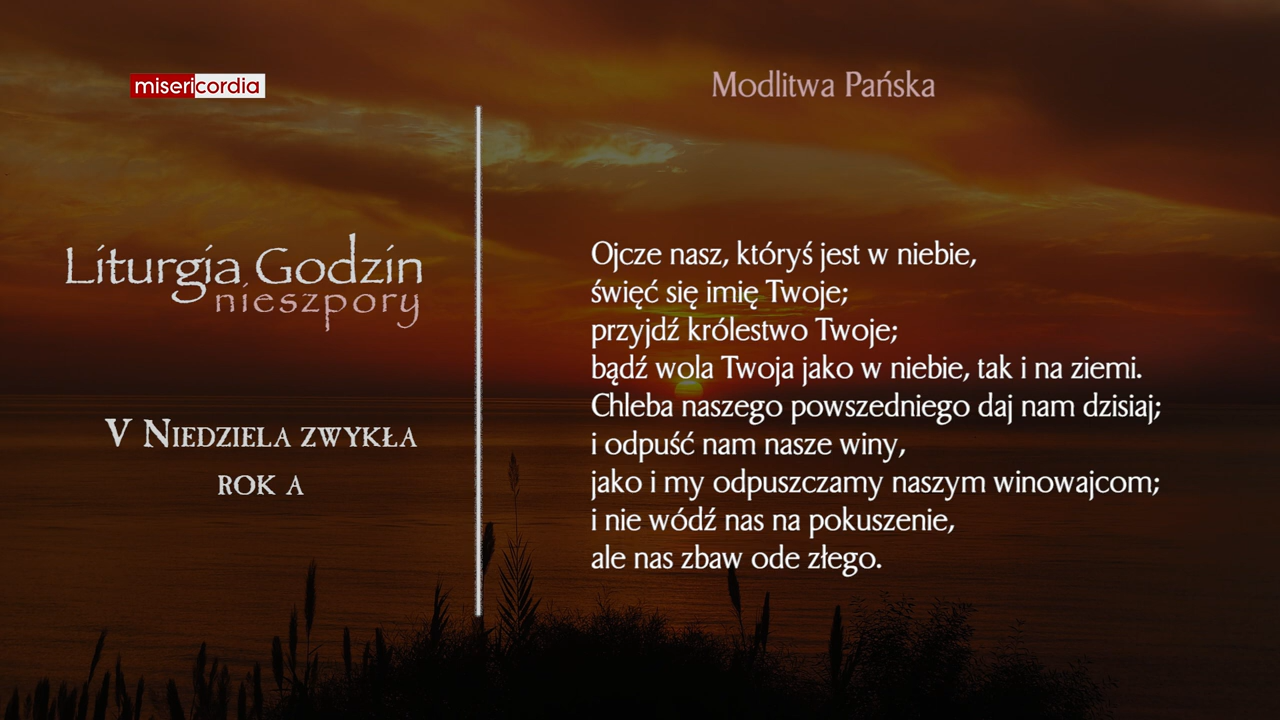 misericordia
Liturgia Godzin
nieszpory
V Niedziela zwykła
rok a
Modlitwa Pańska
Ojcze nasz, któryś jest w niebie,
święć się imię Twoje;
przyjdź królestwo Twoje;
bądź wola Twoja jako w niebie, tak i na ziemi.
Chleba naszego powszedniego daj nam dzisiaj;
i odpuść nam nasze winy,
jako i my odpuszczamy naszym winowajcom;
i nie wódź nas na pokuszenie,
ale nas zbaw ode złego.